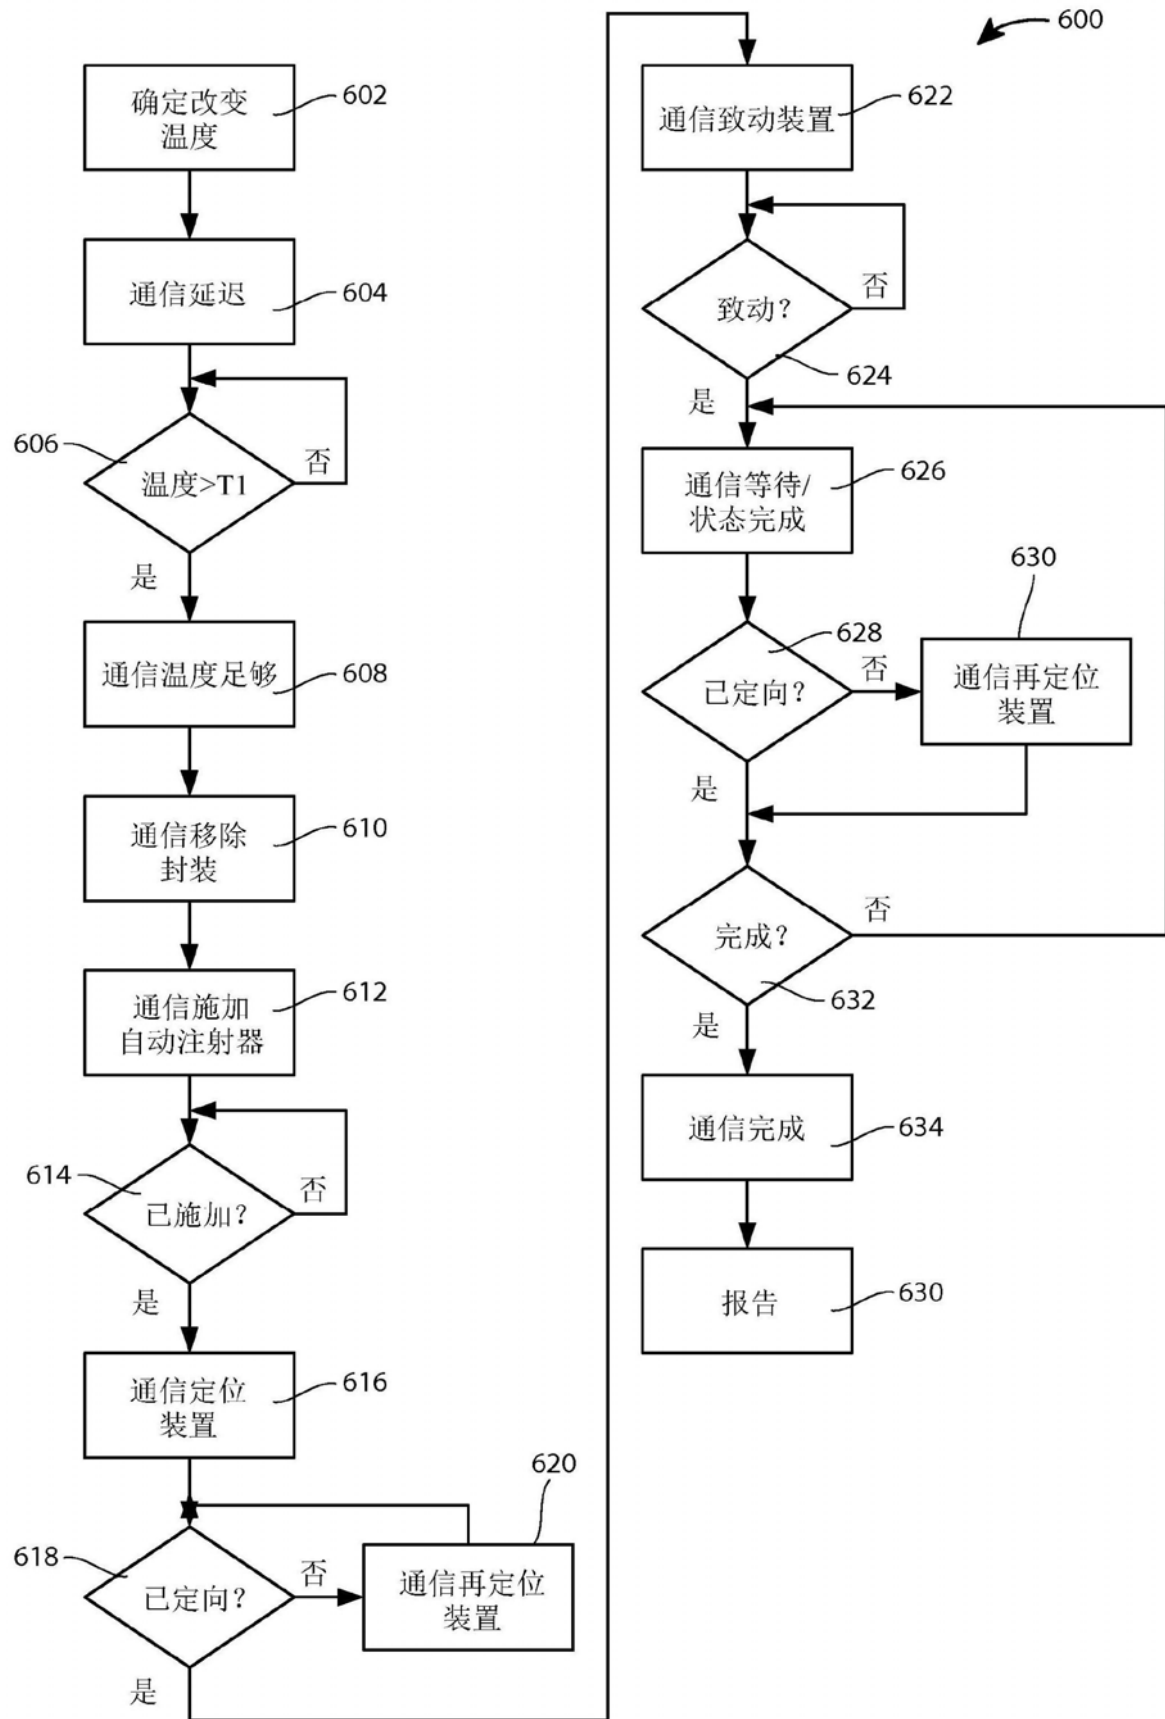 600
确定改变
温度
602
通信延迟
604
606
温度>T1
否
是
通信温度足够
608
通信移除
封装
610
通信施加
自动注射器
612
614
已施加？
否
是
通信定位
装置
616
618
已定向？
否
620
通信再定位
装置
是
通信致动装置
622
致动？
否
624
是
通信等待/
状态完成
626
628
已定向？
否
630
通信再定位
装置
是
完成？
否
632
是
通信完成
634
报告
630